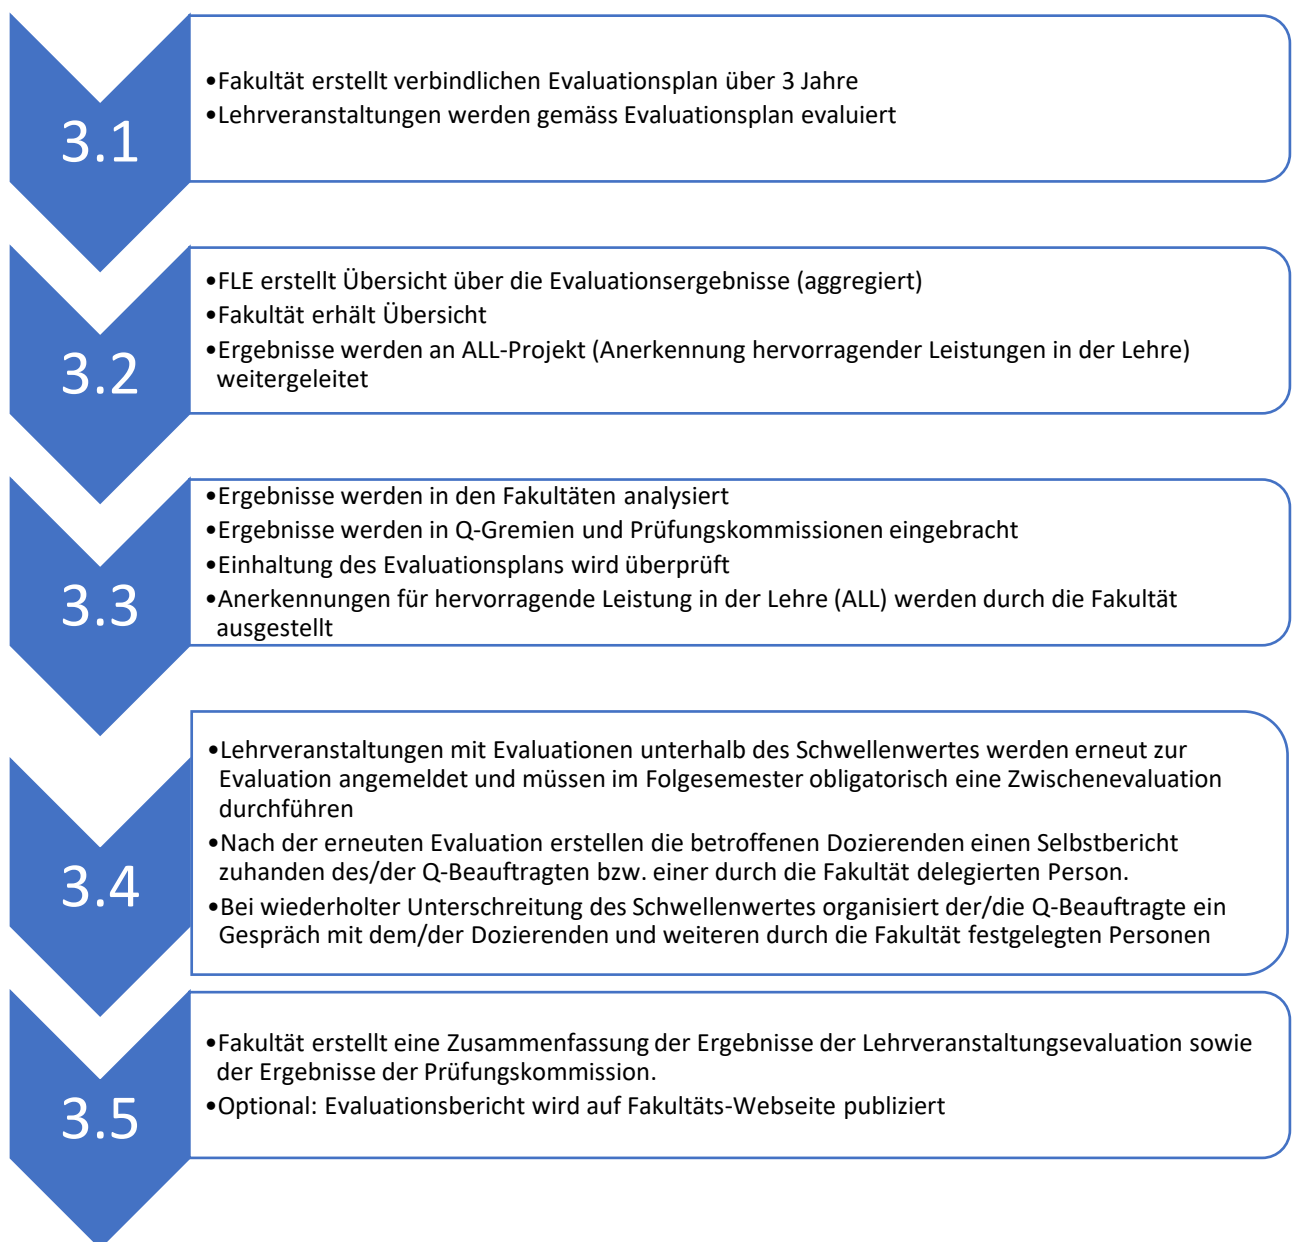 3.1
•Fakultät erstellt verbindlichen Evaluationsplan über 3 Jahre
•Lehrveranstaltungen werden gemäss Evaluationsplan evaluiert
3.2
•FLE erstellt Übersicht über die Evaluationsergebnisse (aggregiert)
•Fakultät erhält Übersicht
•Ergebnisse werden an ALL-Projekt (Anerkennung hervorragender Leistungen in der Lehre)
weitergeleitet
3.3
•Ergebnisse werden in den Fakultäten analysiert
•Ergebnisse werden in Q-Gremien und Prüfungskommissionen eingebracht
•Einhaltung des Evaluationsplans wird überprüft
•Anerkennungen für hervorragende Leistung in der Lehre (ALL) werden durch die Fakultät
ausgestellt
3.4
•Lehrveranstaltungen mit Evaluationen unterhalb des Schwellenwertes werden erneut zur
Evaluation angemeldet und müssen im Folgesemester obligatorisch eine Zwischenevaluation
durchführen
•Nach der erneuten Evaluation erstellen die betroffenen Dozierenden einen Selbstbericht
zuhanden des/der Q-Beauftragten bzw. einer durch die Fakultät delegierten Person.
•Bei wiederholter Unterschreitung des Schwellenwertes organisiert der/die Q-Beauftragte ein
Gespräch mit dem/der Dozierenden und weiteren durch die Fakultät festgelegten Personen
3.5
•Fakultät erstellt eine Zusammenfassung der Ergebnisse der Lehrveranstaltungsevaluation sowie
der Ergebnisse der Prüfungskommission.
•Optional: Evaluationsbericht wird auf Fakultäts-Webseite publiziert